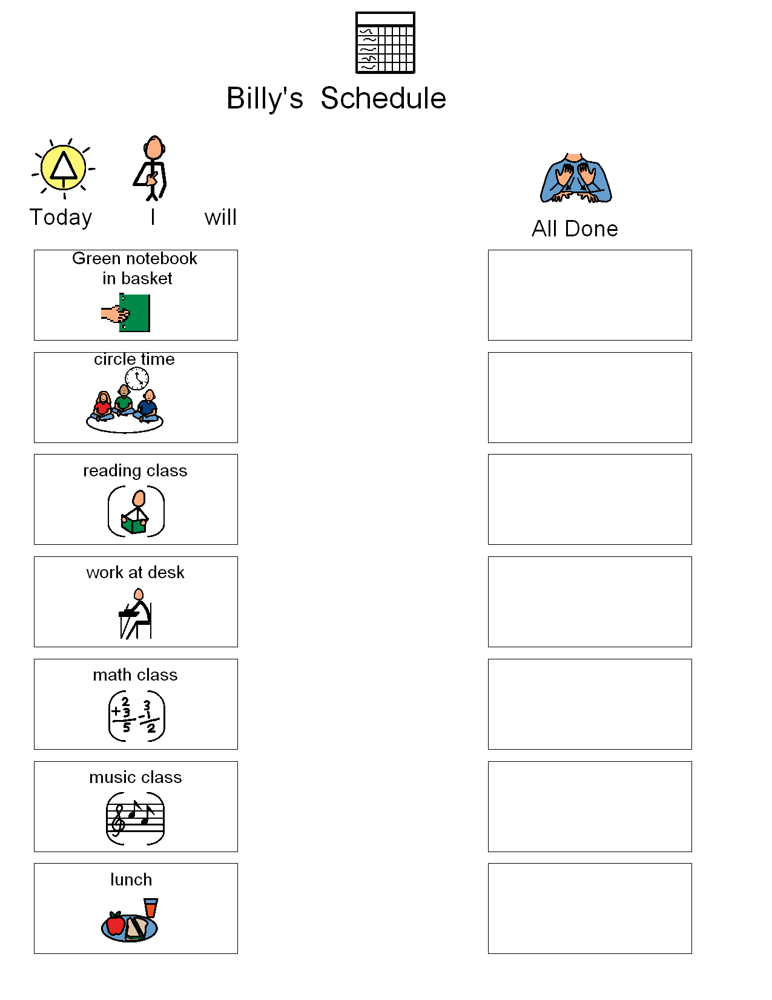 Billy's Schedule
Today I will
All Done
Green notebook
in basket
circle time
reading class
work at desk
math class
2 3
+3 -1
5 2
music class
lunch